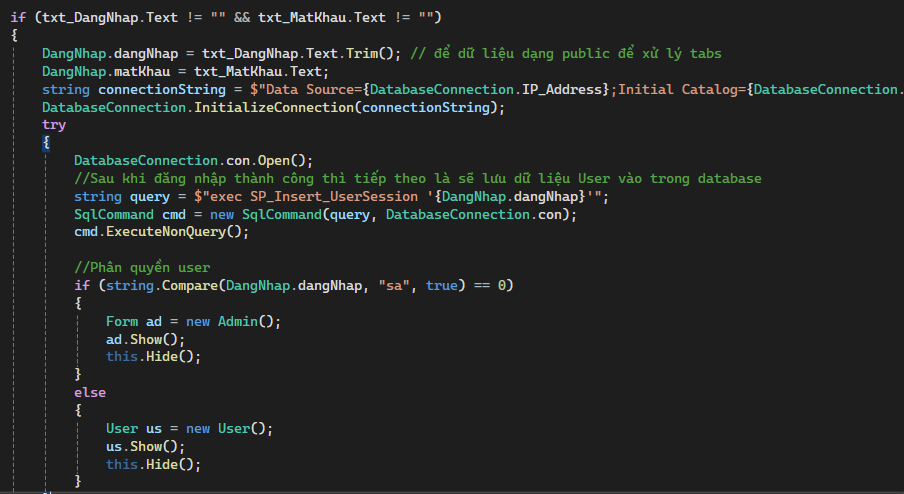 if (txt_DangNhap.Text != "" && txt_MatKhau.Text != "")
{
DangNhap.dangNhap = txt_DangNhap.Text.Trim(); // để dữ liệu dạng public để xử lý tabs
DangNhap.matKhau = txt_MatKhau.Text;
string connectionString = $"Data Source={DatabaseConnection.IP_Address};Initial Catalog={DatabaseConnection.
DatabaseConnection.InitializeConnection(connectionString);
try
{
DatabaseConnection.con.Open();
//Sau khi đăng nhập thành công thì tiếp theo là sẽ lưu dữ liệu User vào trong database
string query = $"exec SP_Insert_UserSession '{DangNhap.dangNhap}'";
SqlCommand cmd = new SqlCommand(query, DatabaseConnection.con);
cmd.ExecuteNonQuery();
//Phân quyền user
if (string.Compare(DangNhap.dangNhap, "sa", true) == 0)
{
Form ad = new Admin();
ad.Show();
this.Hide();
}
else
{
User us = new User();
us.Show();
this.Hide();
}